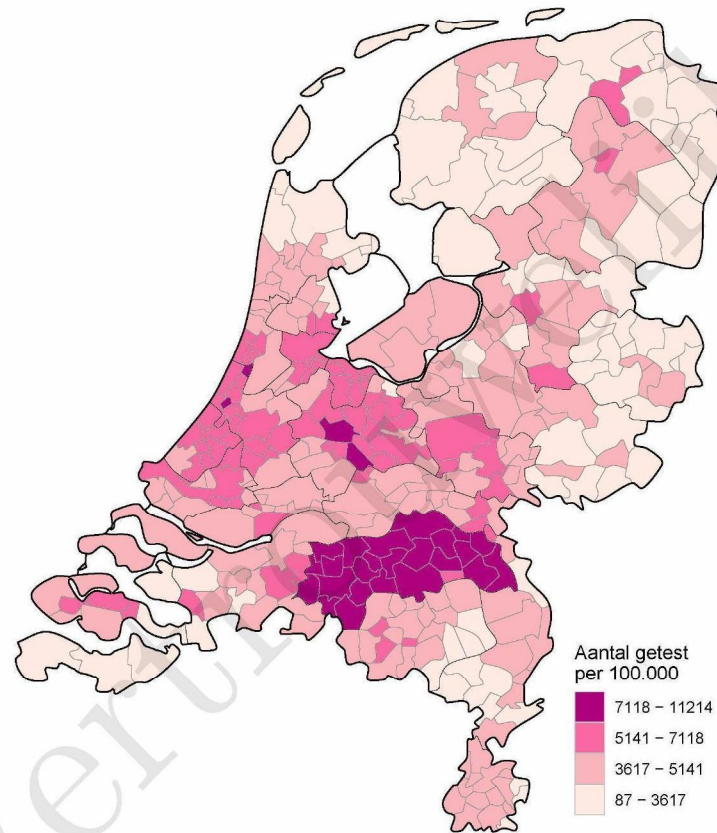 Aantal getest
per 100.000
7118 – 11214
5141 – 7118
3617 – 5141
87 – 3617